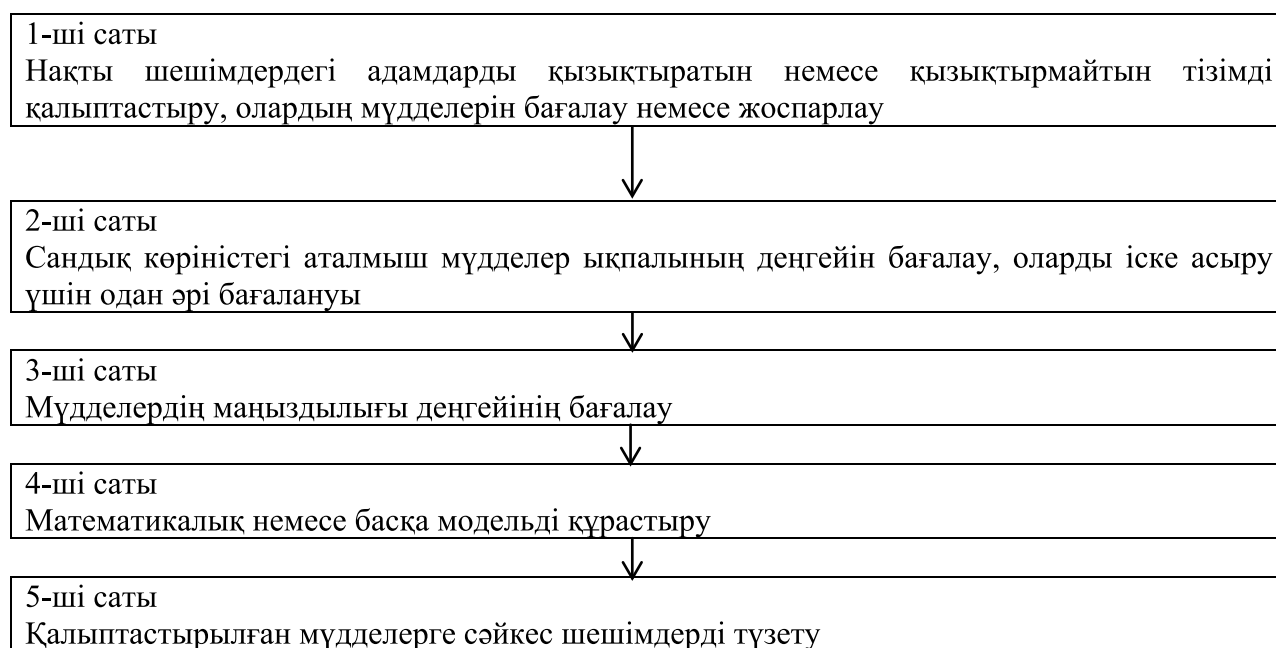 1-ші саты
Нақты шешімдердегі адамдарды қызықтыратын немесе қызықтырмайтын тізімді
қалыптастыру, олардың мүдделерін бағалау немесе жоспарлау
2-ші саты
Сандық көріністегі аталмыш мүдделер ықпалының деңгейін бағалау, оларды іске асыру
үшін одан әрі бағалануы
3-ші саты
Мүдделердің маңыздылығы деңгейінің бағалау
4-ші саты
Математикалық немесе басқа модельді құрастыру
5-ші саты
Қалыптастырылған мүдделерге сәйкес шешімдерді түзету